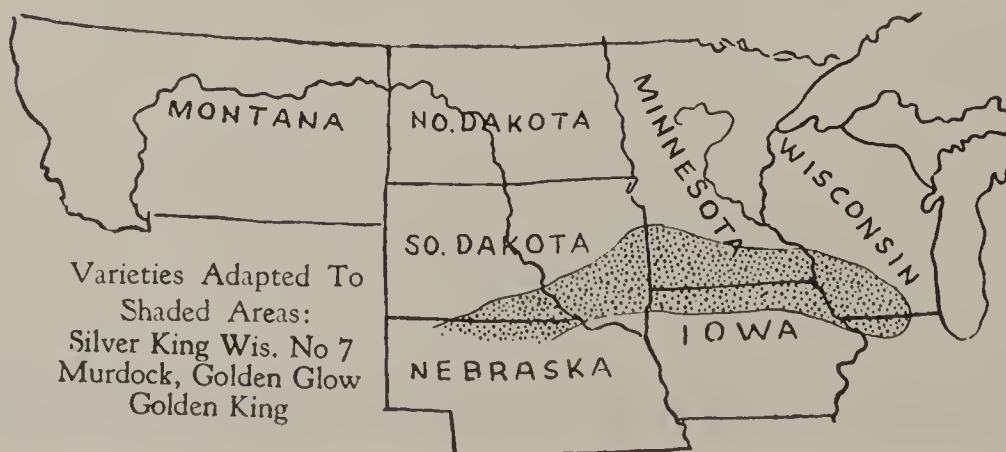 MONTANA
NO. DAKOTA
MINNESOTA
WISCONSIN
SO. DAKOTA
IOWA
NEBRASKA
Varieties Adapted To
Shaded Areas:
Silver King Wis. No 7
Murdock, Golden Glow
Golden King